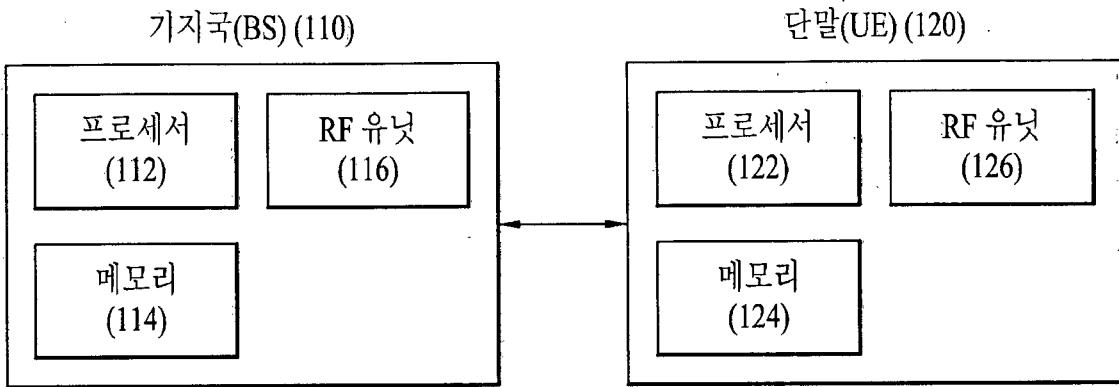 기지국(BS) (110)
단말(UE) (120)
프로세서
(112)
RF 유닛
(116)
메모리
(114)
프로세서
(122)
RF 유닛
(126)
메모리
(124)